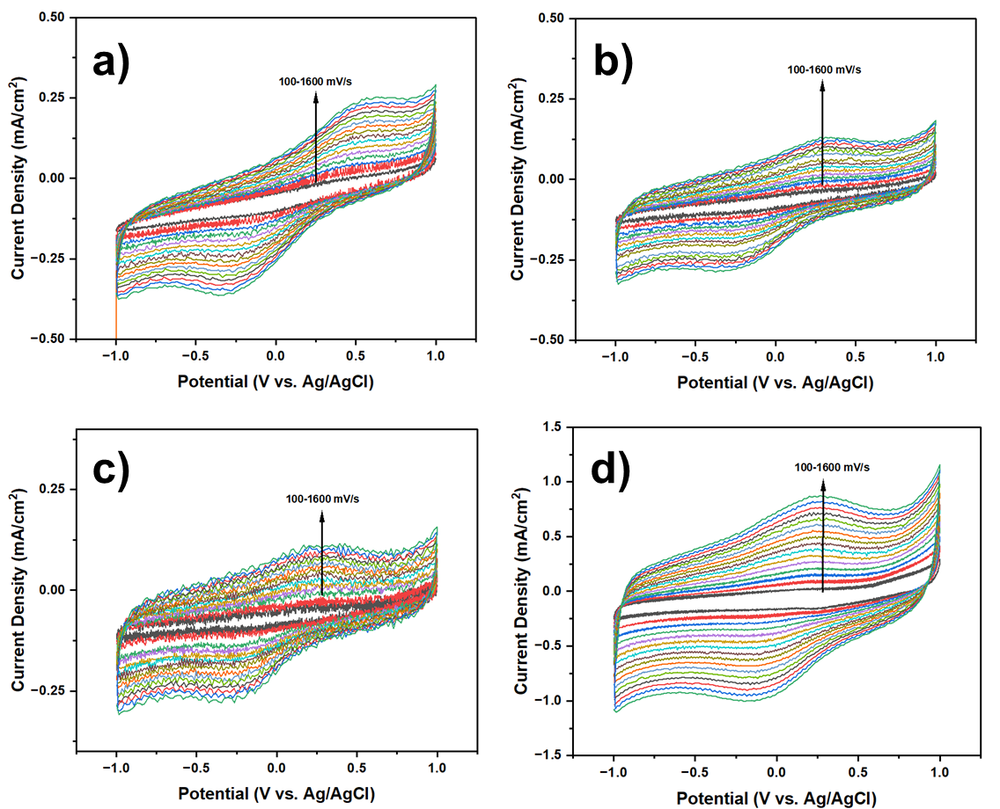 a)
100-1600 mV/s
0.50
0.25
0.00
−0.25
−0.50
−1.0 −0.5 0.0 0.5 1.0
Current Density (mA/cm²)
Potential (V vs. Ag/AgCl)
b)
100-1600 mV/s
0.50
0.25
0.00
−0.25
−0.50
−1.0 −0.5 0.0 0.5 1.0
Current Density (mA/cm²)
Potential (V vs. Ag/AgCl)
c)
100-1600 mV/s
0.25
0.00
−0.25
−1.0 −0.5 0.0 0.5 1.0
Current Density (mA/cm²)
Potential (V vs. Ag/AgCl)
d)
100-1600 mV/s
1.5
1.0
0.5
0.0
−0.5
−1.0
−1.5
−1.0 −0.5 0.0 0.5 1.0
Current Density (mA/cm²)
Potential (V vs. Ag/AgCl)